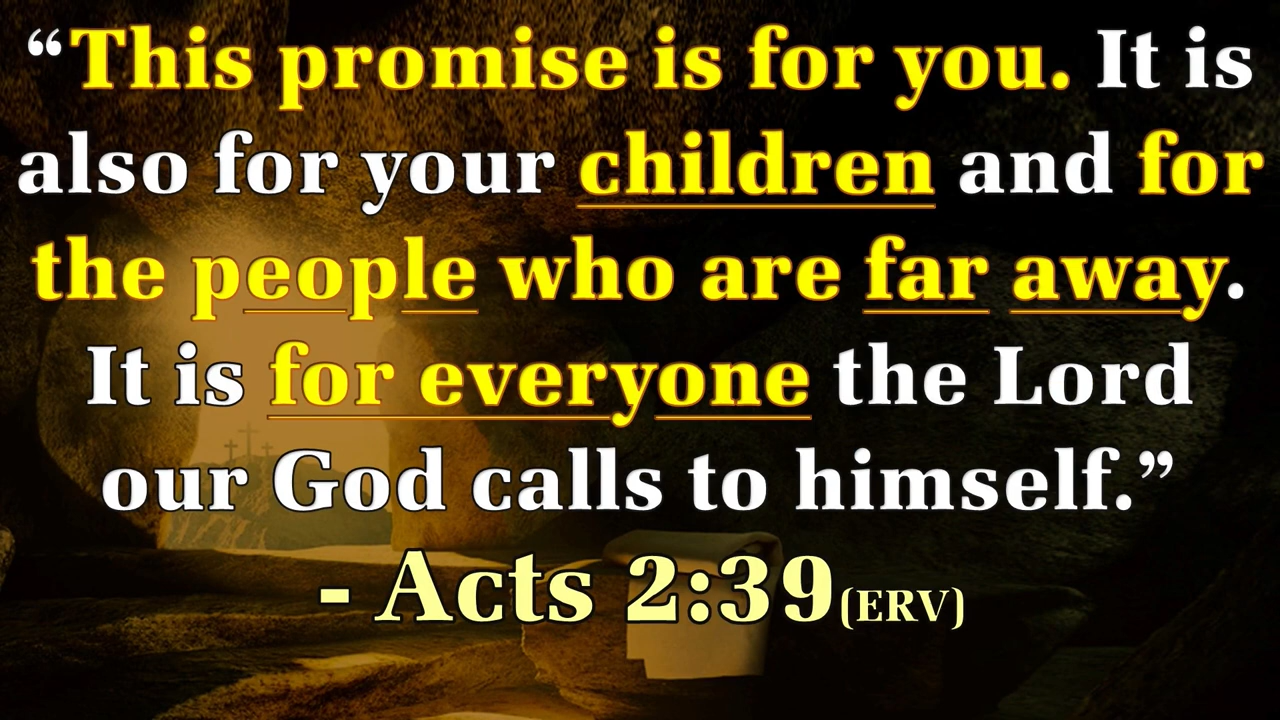 “This promise is for you. It is
also for your children and for
the people who are far away.
It is for everyone the Lord
our God calls to himself.”
- Acts 2:39(ERV)